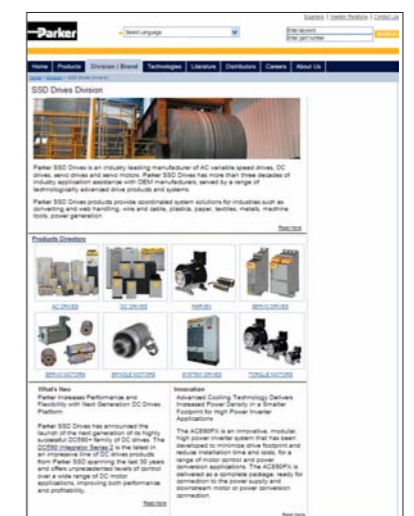 Suppliers | Investor Relations | Contact Us
Parker
Select Language
Enter keyword
Enter part number
Home Products Division | Brand Technologies Literature Distributors Careers About Us
SSD Drives Division
Parker SSD Drives is an industry leading manufacturer of AC variable speed drives, DC
drives, servo drives and servo motors. Parker SSD Drives has more than three decades of
industry application assistance with OEM manufacturers, served by a range of
technologically advanced drive products and systems.
Parker SSD Drives products provide coordinated system solutions for industries such as
converting and web handling, wire and cable, plastics, paper, textiles, metals, machine
tools, power generation
Read more
Products Directory
AC DRIVES DC DRIVES SERVO DRIVES
SERVO MOTORS SPINDLE MOTORS SYSTEM DRIVES TORQUE MOTORS
What's New
Parker Increases Performance and
Flexibility with Next Generation DC Drives
Platform
Parker SSD Drives has announced the
launch of the next generation of its highly
successful DC590+ family of DC drives. The
DC590 Integrator Series 2 is the latest in
an impressive line of DC drives products
from Parker SSD spanning the last 30 years
and offers unprecedented levels of control
over a wide range of DC motor
applications, improving both performance
and profitability.
Read more
Innovation
Advanced Cooling Technology Delivers
Increased Power Density in a Smaller
Footprint for High Power Inverter
Applications
The AC890PX is an innovative, modular,
high power inverter system that has been
developed to minimize drive footprint and
reduce installation time and costs, for a
range of motor control and power
conversion applications. The AC890PX is
delivered as a complete package, ready for
connection to the power supply and
downstream motor or power conversion
connection.
Read more